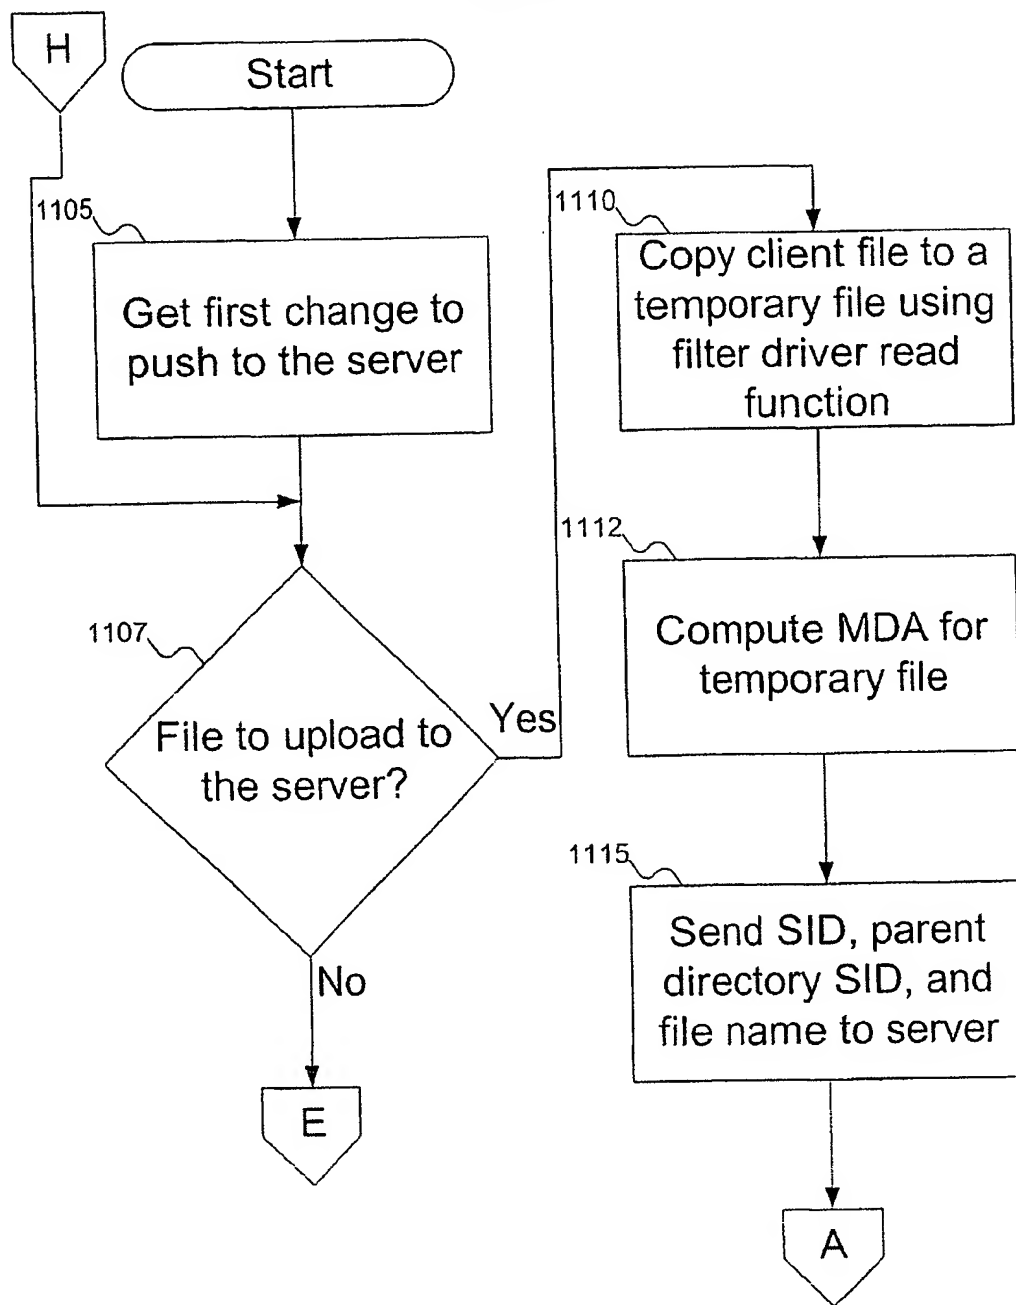 H
Start
1105
Get first change to
push to the server
1107
File to upload to
the server?
Yes
No
E
1110
Copy client file to a
temporary file using
filter driver read
function
1112
Compute MDA for
temporary file
1115
Send SID, parent
directory SID, and
file name to server
A